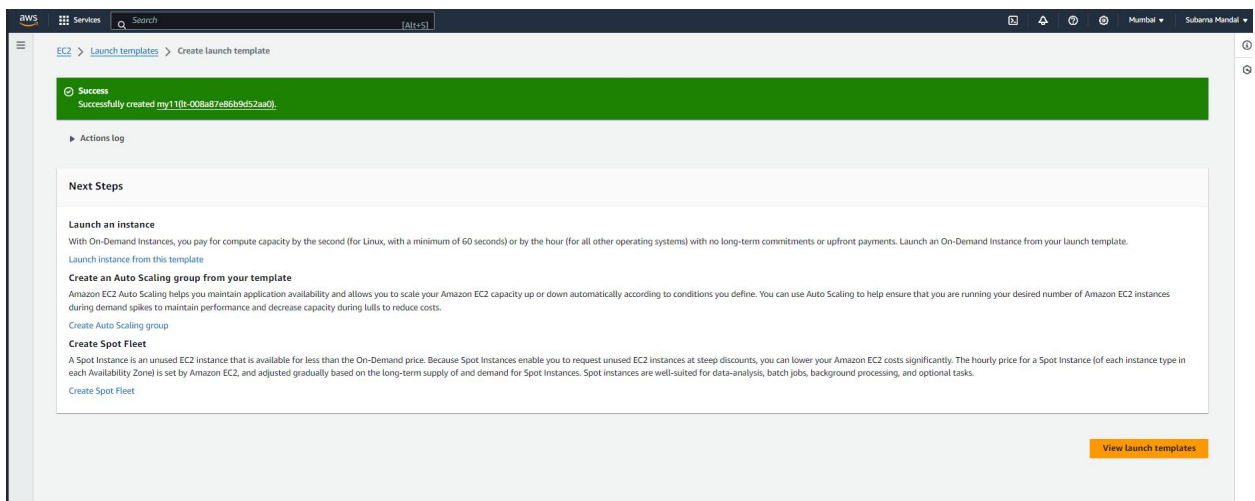 aws Services Search [Alt+S] Mumbai Subarna Mandal
EC2 > Launch templates > Create launch template
Success
Successfully created my11(lt-008a87e86b9d52aa0).
Actions log
Next Steps
Launch an instance
With On-Demand Instances, you pay for compute capacity by the second (for Linux, with a minimum of 60 seconds) or by the hour (for all other operating systems) with no long-term commitments or upfront payments. Launch an On-Demand Instance from your launch template.
Launch instance from this template
Create an Auto Scaling group from your template
Amazon EC2 Auto Scaling helps you maintain application availability and allows you to scale your Amazon EC2 capacity up or down automatically according to conditions you define. You can use Auto Scaling to help ensure that you are running your desired number of Amazon EC2 instances
during demand spikes to maintain performance and decrease capacity during lulls to reduce costs.
Create Auto Scaling group
Create Spot Fleet
A Spot Instance is an unused EC2 instance that is available for less than the On-Demand price. Because Spot Instances enable you to request unused EC2 instances at steep discounts, you can lower your Amazon EC2 costs significantly. The hourly price for a Spot Instance (of each instance type in
each Availability Zone) is set by Amazon EC2, and adjusted gradually based on the long-term supply of and demand for Spot Instances. Spot instances are well-suited for data-analysis, batch jobs, background processing, and optional tasks.
Create Spot Fleet
View launch templates